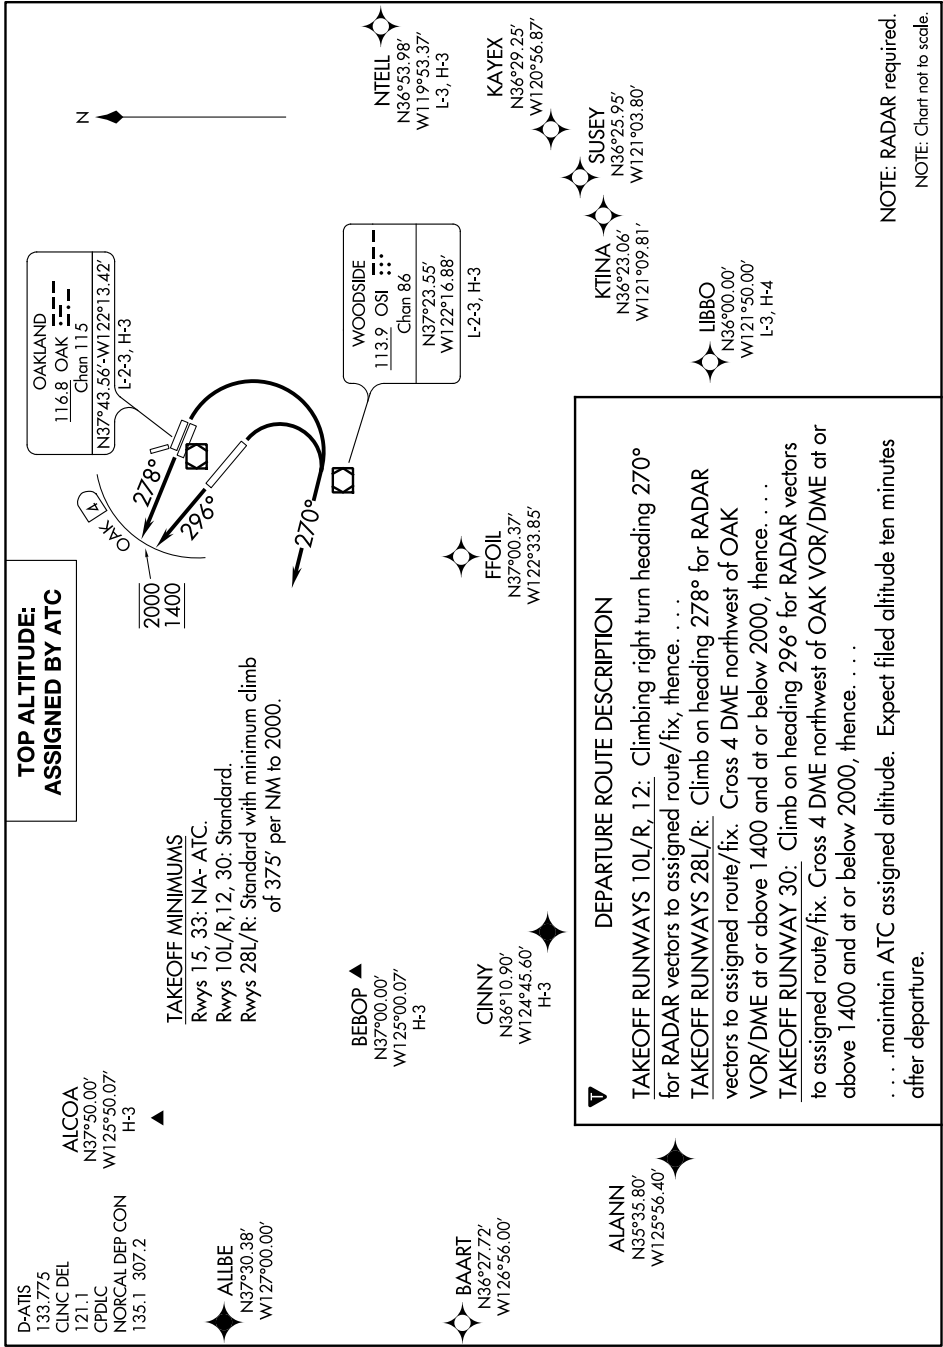 D-ATIS
133.775
CLNC DEL
121.1
CPDLC
NORCAL DEP CON
135.1 307.2
TOP ALTITUDE:
ASSIGNED BY ATC
ALCOA
N37°50.00'
W125°50.07'
H-3
ALLBE
N37°30.38'
W127°00.00'
TAKEOFF MINIMUMS
Rwys 15, 33: NA- ATC.
Rwys 10L/R,12, 30: Standard.
Rwys 28L/R: Standard with minimum climb
of 375' per NM to 2000.
OAK 4
2000
1400
278°
296°
270°
OAKLAND
116.8 OAK
Chan 115
N37°43.56'-W122°13.42'
L-2-3, H-3
N
WOODSIDE
113.9 OSI
Chan 86
N37°23.55'
W122°16.88'
L-2-3, H-3
NTELL
N36°53.98'
W119°53.37'
L-3, H-3
BEBOP
N37°00.00'
W125°00.07'
H-3
FFOIL
N37°00.37'
W122°33.85'
KAYEX
N36°29.25'
W120°56.87'
SUSEY
N36°25.95'
W121°03.80'
KTINA
N36°23.06'
W121°09.81'
LIBBO
N36°00.00'
W121°50.00'
L-3, H-4
CINNY
N36°10.90'
W124°45.60'
H-3
BAART
N36°27.72'
W126°56.00'
ALANN
N35°35.80'
W125°56.40'
T
DEPARTURE ROUTE DESCRIPTION
TAKEOFF RUNWAYS 10L/R, 12: Climbing right turn heading 270°
for RADAR vectors to assigned route/fix, thence. . . .
TAKEOFF RUNWAYS 28L/R: Climb on heading 278° for RADAR
vectors to assigned route/fix. Cross 4 DME northwest of OAK
VOR/DME at or above 1400 and at or below 2000, thence. . . .
TAKEOFF RUNWAY 30: Climb on heading 296° for RADAR vectors
to assigned route/fix. Cross 4 DME northwest of OAK VOR/DME at or
above 1400 and at or below 2000, thence. . . .
. . . .maintain ATC assigned altitude. Expect filed altitude ten minutes
after departure.
NOTE: RADAR required.
NOTE: Chart not to scale.